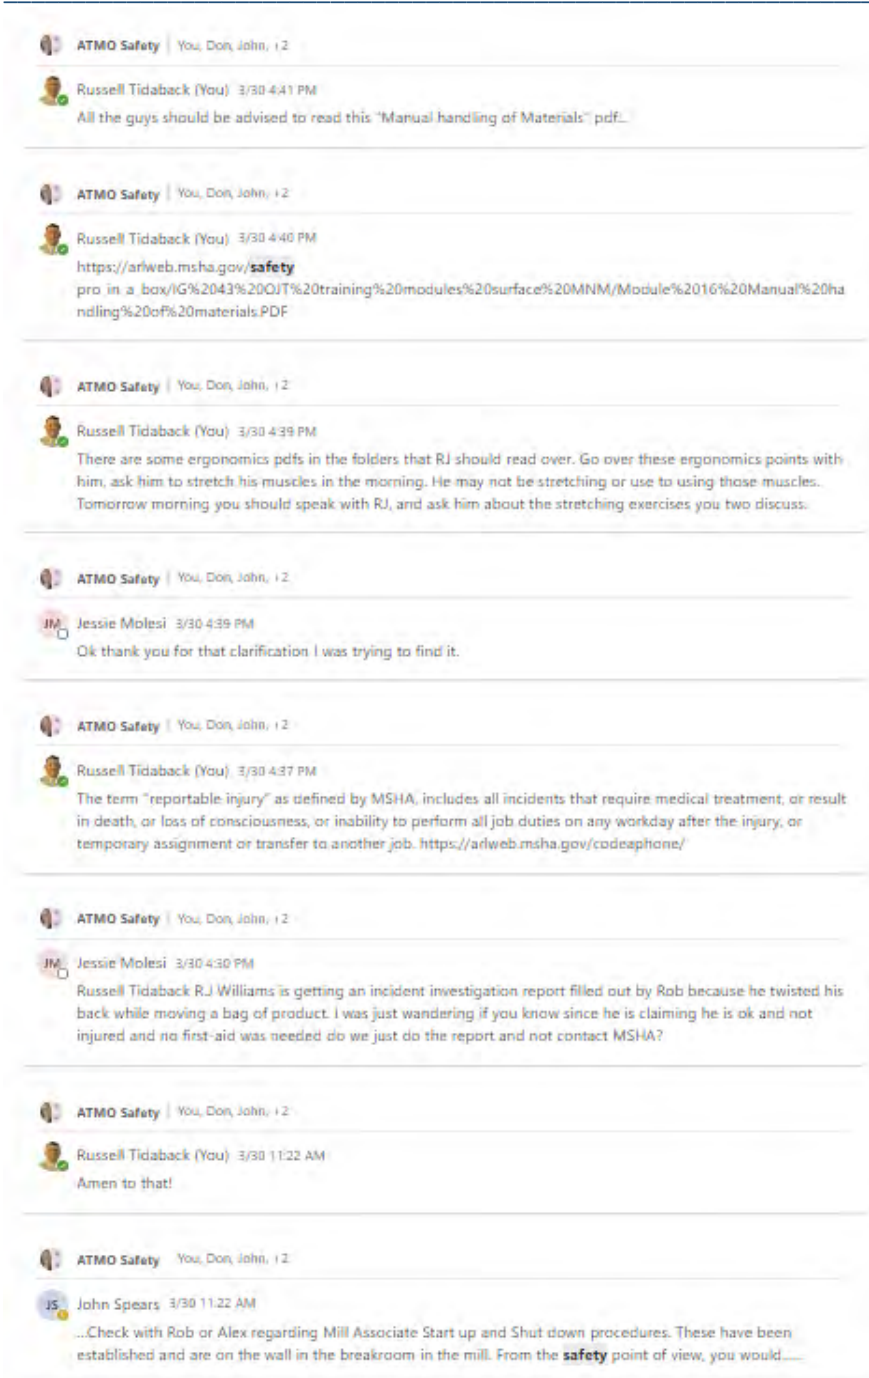 ATMO Safety | You, Don, John, +2
Russell Tidaback (You) 3/30 4:41 PM
All the guys should be advised to read this "Manual handling of Materials" pdf...
ATMO Safety | You, Don, John, +2
Russell Tidaback (You) 3/30 4:40 PM
https://arlweb.msha.gov/safety
pro in a box/IG%2043%20OJT%20training%20modules%20surface%20MNM/Module%2016%20Manual%20ha
ndling%20of%20materials.PDF
ATMO Safety | You, Don, John, +2
Russell Tidaback (You) 3/30 4:39 PM
There are some ergonomics pdfs in the folders that RJ should read over. Go over these ergonomics points with
him, ask him to stretch his muscles in the morning. He may not be stretching or use to using those muscles.
Tomorrow morning you should speak with RJ, and ask him about the stretching exercises you two discuss.
ATMO Safety | You, Don, John, +2
JM Jessie Molesi 3/30 4:39 PM
Ok thank you for that clarification I was trying to find it.
ATMO Safety | You, Don, John, +2
Russell Tidaback (You) 3/30 4:37 PM
The term "reportable injury" as defined by MSHA, includes all incidents that require medical treatment, or result
in death, or loss of consciousness, or inability to perform all job duties on any workday after the injury, or
temporary assignment or transfer to another job. https://arlweb.msha.gov/codeaphone/
ATMO Safety | You, Don, John, +2
JM Jessie Molesi 3/30 4:30 PM
Russell Tidaback RJ Williams is getting an incident investigation report filled out by Rob because he twisted his
back while moving a bag of product. I was just wandering if you know since he is claiming he is ok and not
injured and no first-aid was needed do we just do the report and not contact MSHA?
ATMO Safety | You, Don, John, +2
Russell Tidaback (You) 3/30 11:22 AM
Amen to that!
ATMO Safety You, Don, John, +2
JS John Spears 3/30 11:22 AM
...Check with Rob or Alex regarding Mill Associate Start up and Shut down procedures. These have been
established and are on the wall in the breakroom in the mill. From the safety point of view, you would......